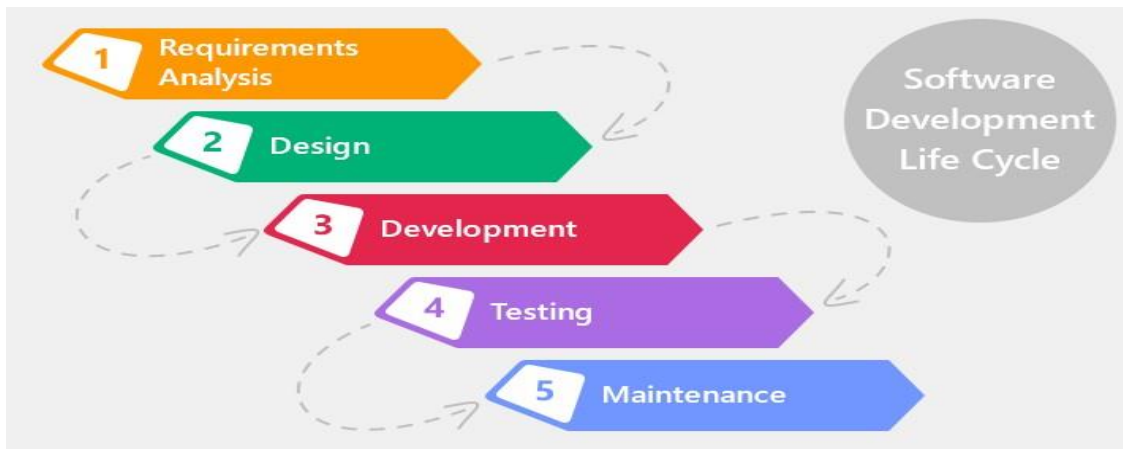 1
Requirements
Analysis
2
Design
3
Development
4
Testing
5
Maintenance
Software
Development
Life Cycle